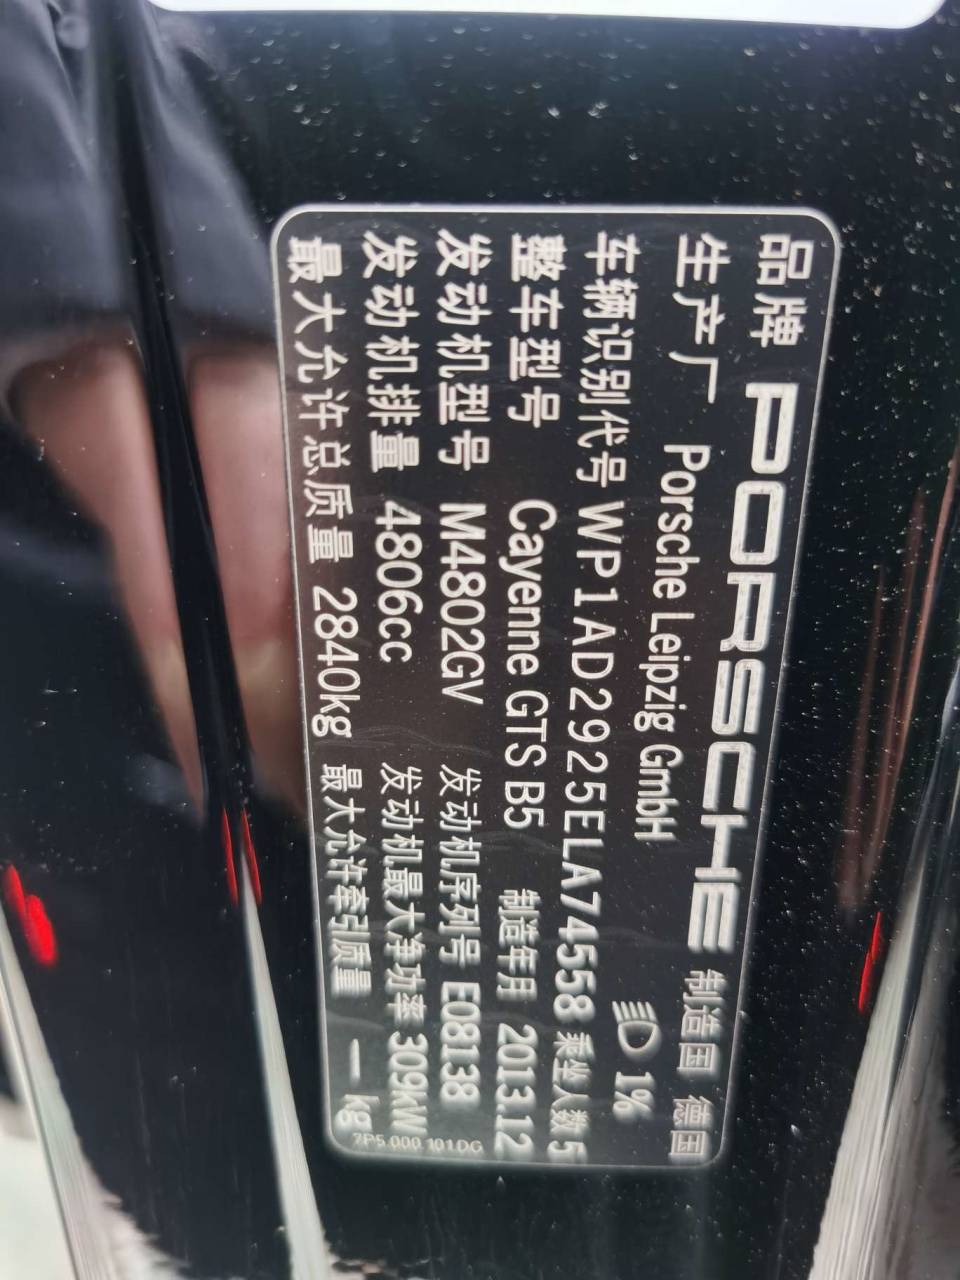 品牌 PORSCHE 制造国 德国
生产厂 Porsche Leipzig GmbH 1%
车辆识别代号 WP1AD2925ELA74558 乘坐人数 5
整车型号 Cayenne GTS B5 制造年月 2013.12
发动机型号 M4802GV 发动机序列号 E08138
发动机排量 4806cc 发动机最大净功率 309kW
最大允许总质量 2840kg 最大允许牵引质量 — kg
7P5.000.101.DG